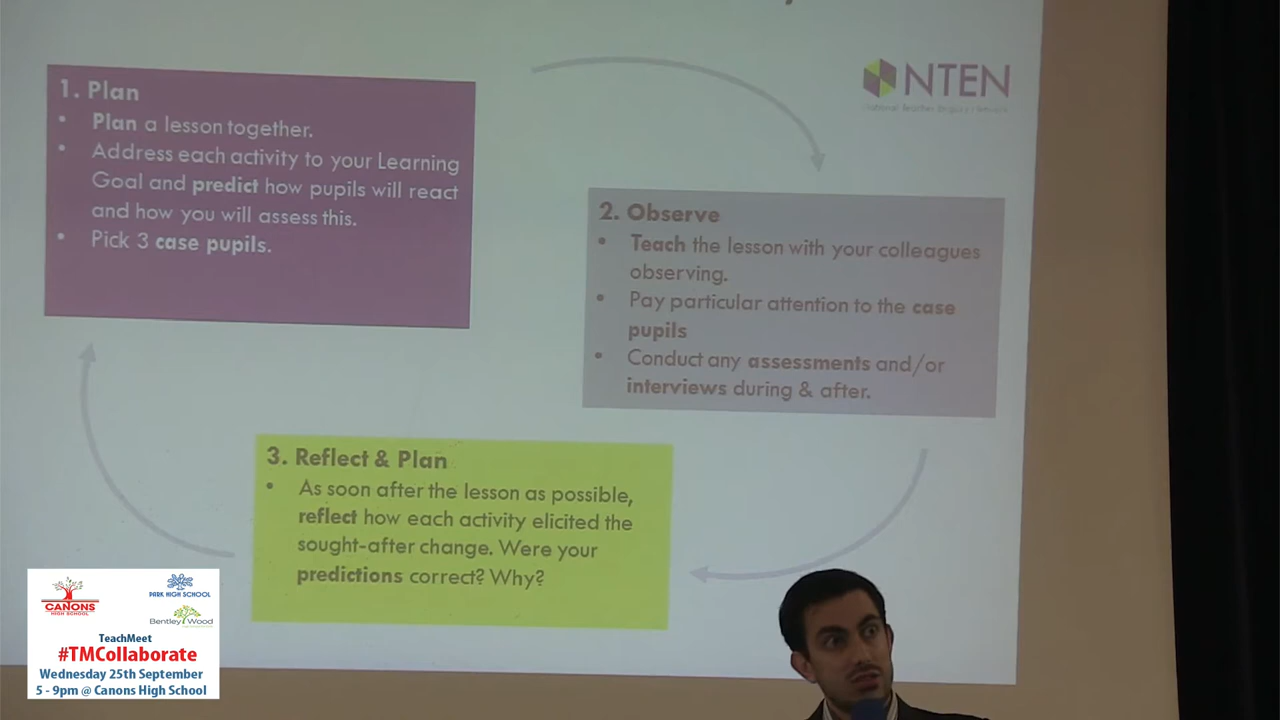 NTEN
National Teacher Enquiry Network
1. Plan
• Plan a lesson together.
• Address each activity to your Learning
Goal and predict how pupils will react
and how you will assess this.
• Pick 3 case pupils.
2. Observe
• Teach the lesson with your colleagues
observing.
• Pay particular attention to the case
pupils
• Conduct any assessments and/or
interviews during & after.
3. Reflect & Plan
• As soon after the lesson as possible,
reflect how each activity elicited the
sought-after change. Were your
predictions correct? Why?
CANONS
HIGH SCHOOL
PARK HIGH SCHOOL
Bentley Wood
TeachMeet
#TMCollaborate
Wednesday 25th September
5 - 9pm @ Canons High School